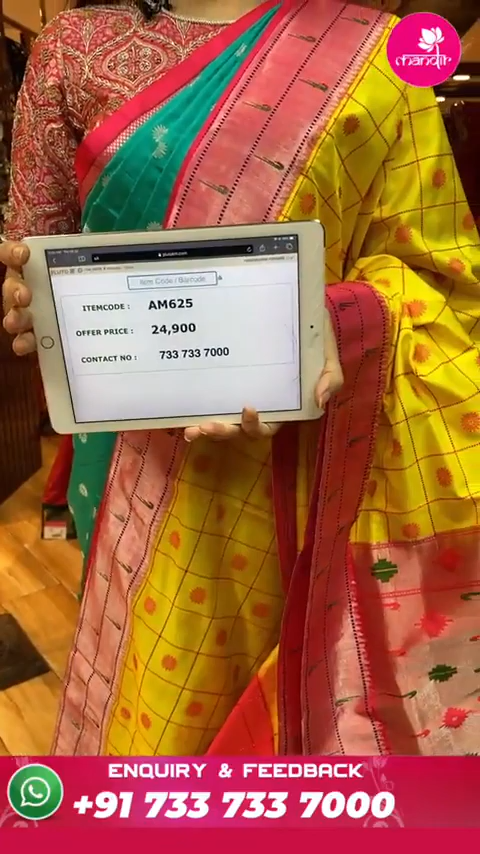 mandir
Item Code / Barcode
ITEMCODE : AM625
OFFER PRICE : 24,900
CONTACT NO : 733 733 7000
ENQUIRY & FEEDBACK
+91 733 733 7000